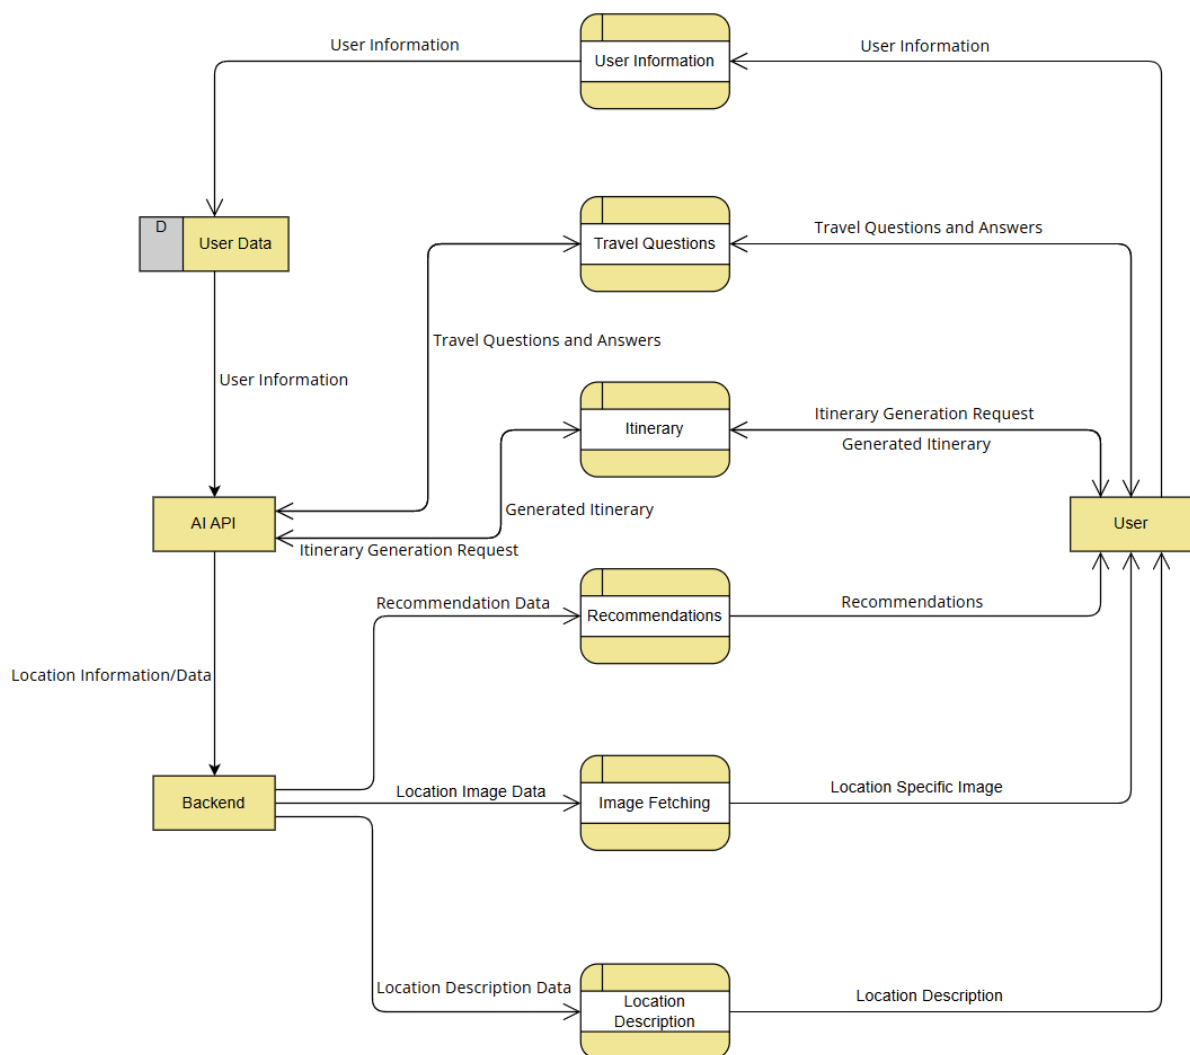 User Information
User Information
User Information
D
User Data
Travel Questions
Travel Questions and Answers
Travel Questions and Answers
User Information
Itinerary
Itinerary Generation Request
Generated Itinerary
AI API
Generated Itinerary
Itinerary Generation Request
User
Recommendation Data
Recommendations
Recommendations
Location Information/Data
Backend
Location Image Data
Image Fetching
Location Specific Image
Location Description Data
Location
Description
Location Description